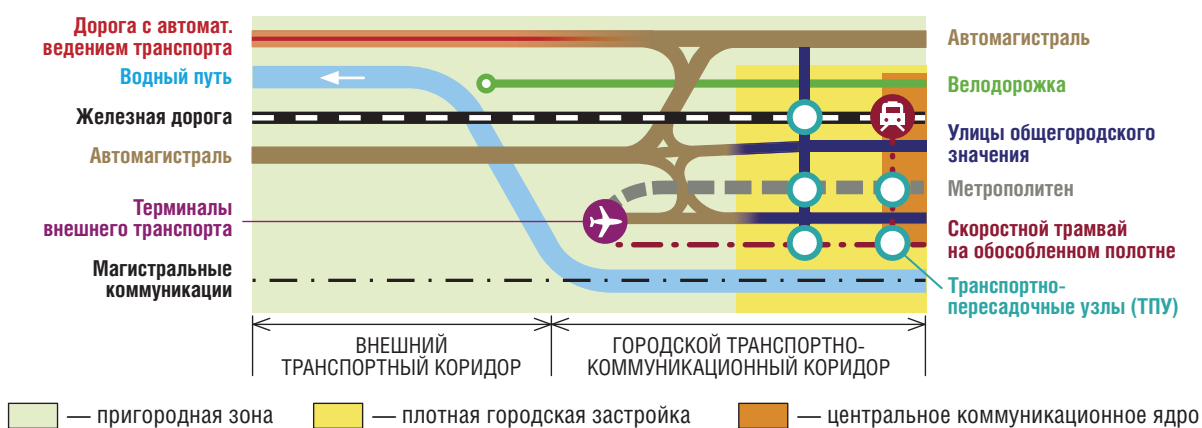 Дорога с автомат.
ведением транспорта
Водный путь
Железная дорога
Автомагистраль
Терминалы
внешнего транспорта
Магистральные
коммуникации
Автомагистраль
Велодорожка
Улицы общегородского
значения
Метрополитен
Скоростной трамвай
на обособленном полотне
Транспортно-
пересадочные узлы (ТПУ)
ВНЕШНИЙ
ТРАНСПОРТНЫЙ КОРИДОР
ГОРОДСКОЙ ТРАНСПОРТНО-
КОММУНИКАЦИОННЫЙ КОРИДОР
— пригородная зона
— плотная городская застройка
— центральное коммуникационное ядро